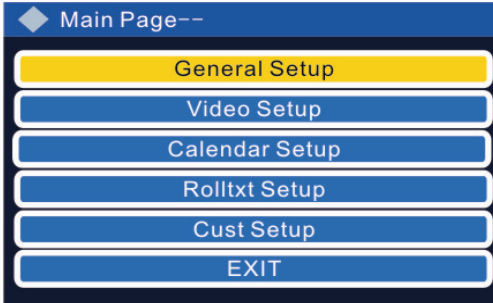 Main Page--
General Setup
Video Setup
Calendar Setup
Rolltxt Setup
Cust Setup
EXIT